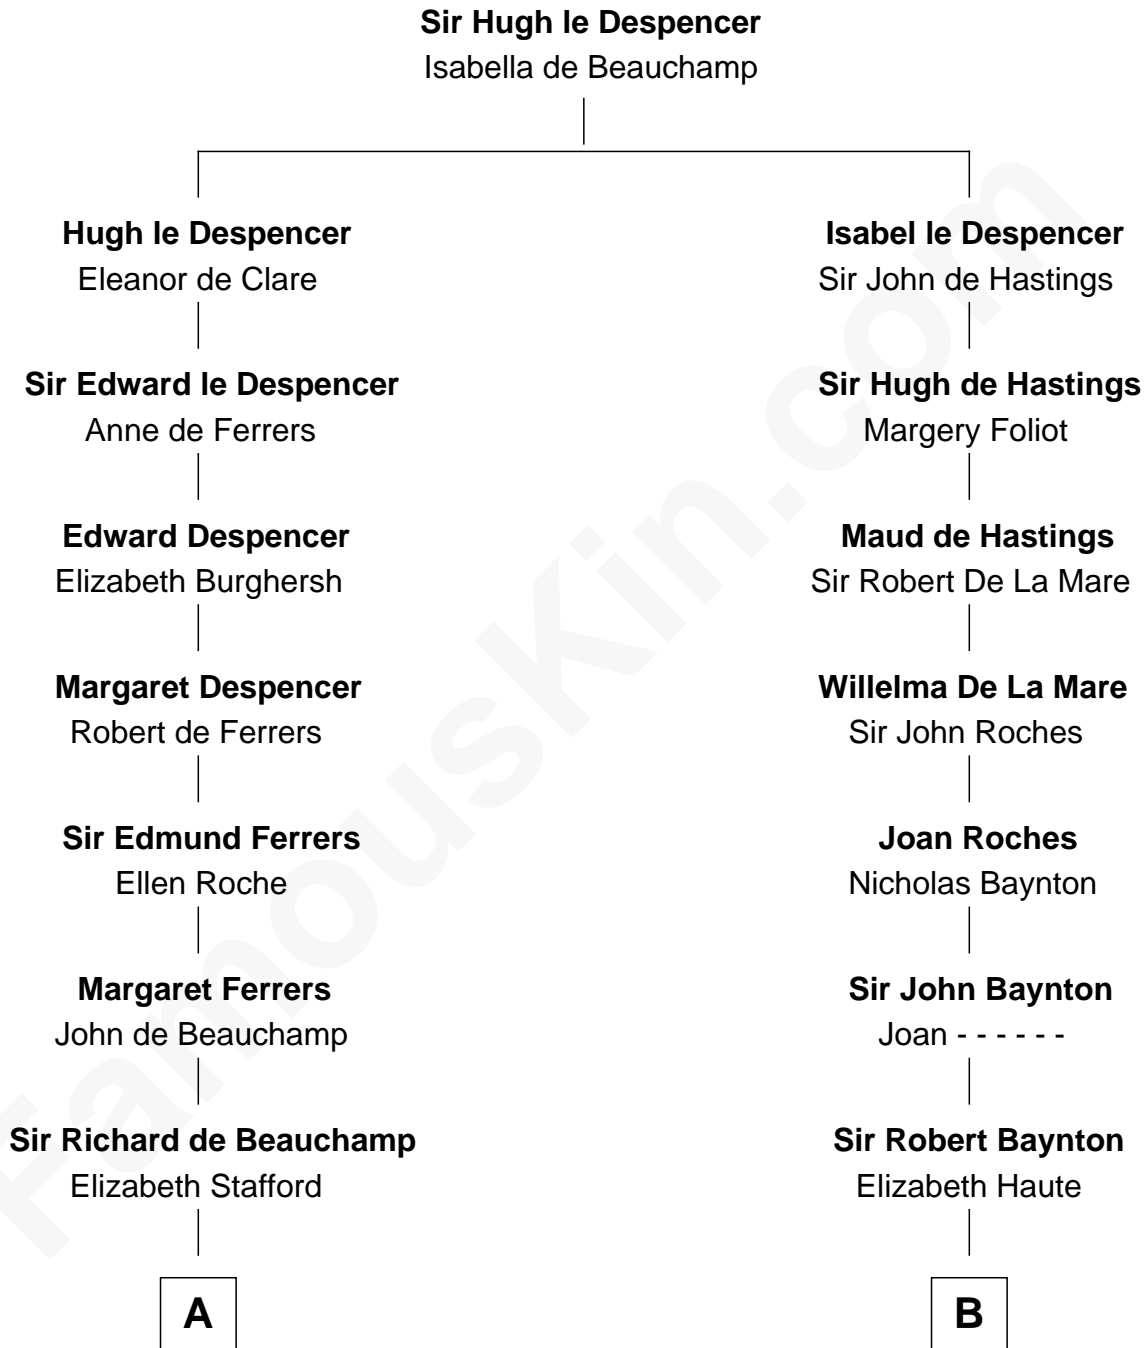 Sir Hugh le Despencer
Isabella de Beauchamp
Hugh le Despencer
Eleanor de Clare
Isabel le Despencer
Sir John de Hastings
Sir Edward le Despencer
Anne de Ferrers
Sir Hugh de Hastings
Margery Foliot
Edward Despencer
Elizabeth Burghersh
Maud de Hastings
Sir Robert De La Mare
Margaret Despencer
Robert de Ferrers
Willelma De La Mare
Sir John Roches
Sir Edmund Ferrers
Ellen Roche
Joan Roches
Nicholas Baynton
Margaret Ferrers
John de Beauchamp
Sir John Baynton
Joan - - - - - -
Sir Richard de Beauchamp
Elizabeth Stafford
Sir Robert Baynton
Elizabeth Haute
A
B
FamousKin.com